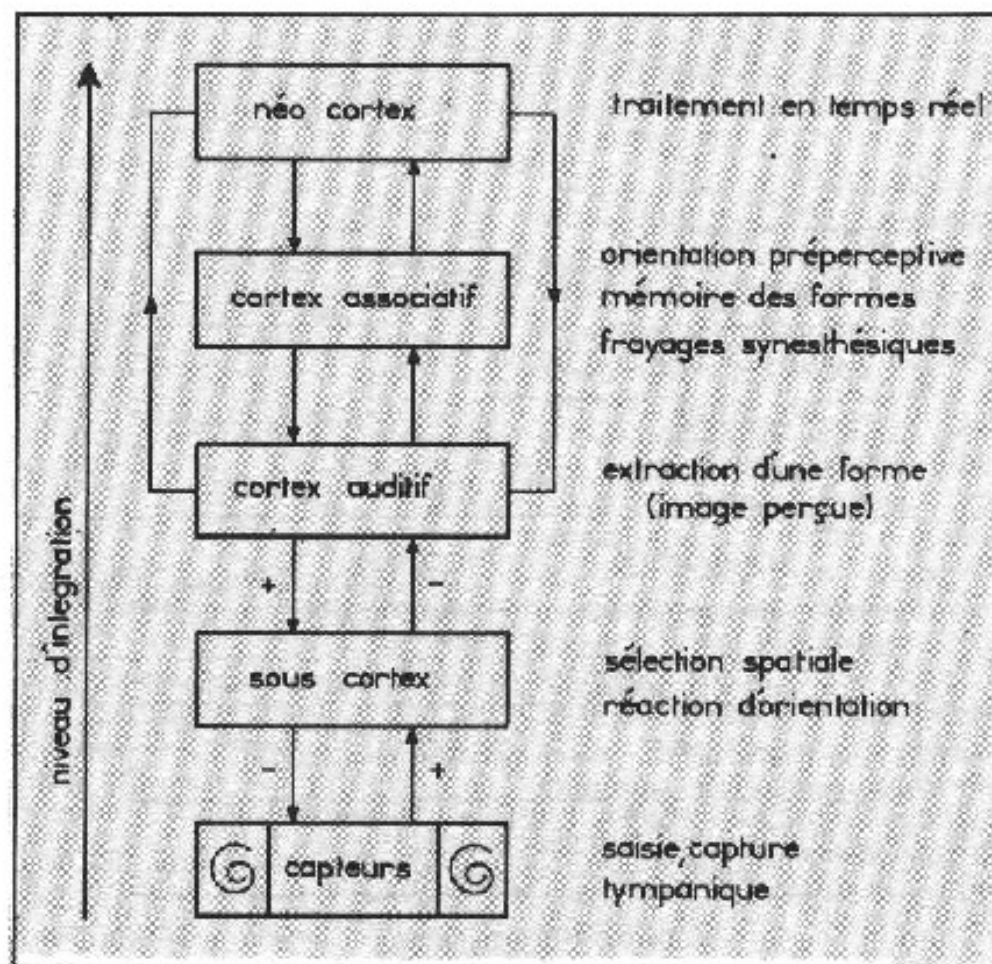 néo cortex
traitement en temps réel
cortex associatif
orientation préperceptive
mémoire des formes
frayages synesthésiques
cortex auditif
extraction d'une forme
(image perçue)
+
-
sous cortex
sélection spatiale
réaction d'orientation
-
+
capteurs
saisie, capture
tympanique
niveau d'intégration